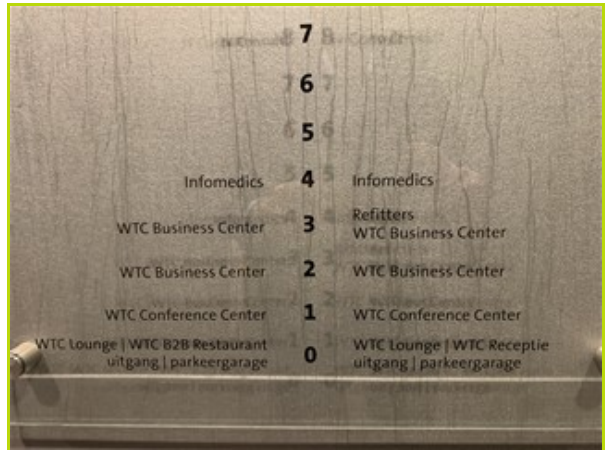 7
6
5
Infomedics 4 Infomedics
Refitters
WTC Business Center 3 WTC Business Center
WTC Business Center 2 WTC Business Center
WTC Conference Center 1 WTC Conference Center
WTC Lounge | WTC B2B Restaurant 0 WTC Lounge | WTC Receptie
uitgang | parkeergarage uitgang | parkeergarage